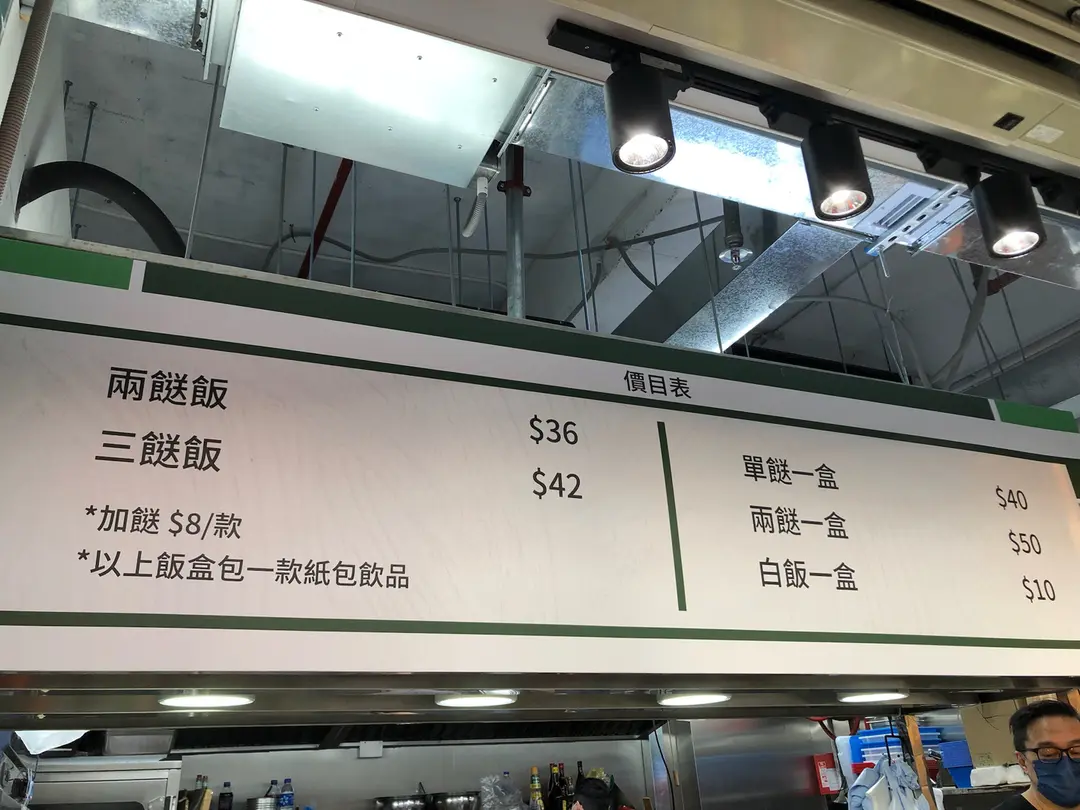 價目表
兩餸飯 $36
三餸飯 $42
*加餸 $8/款
*以上飯盒包一款紙包飲品
單餸一盒 $40
兩餸一盒 $50
白飯一盒 $10